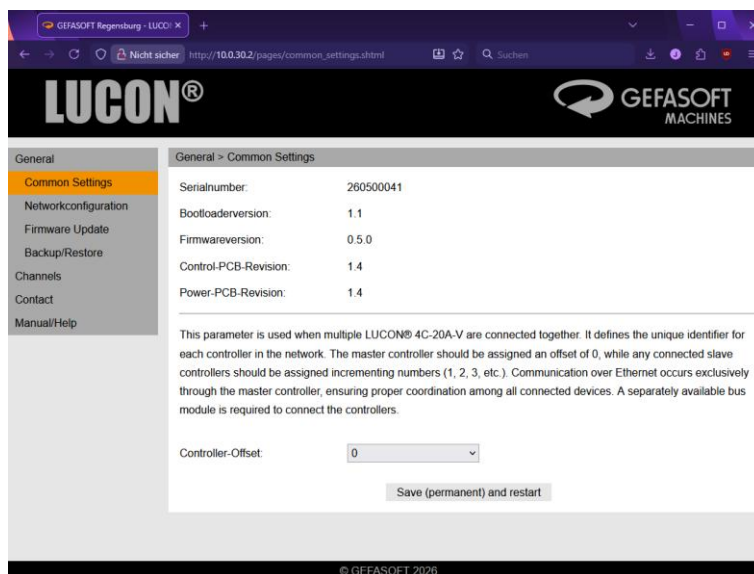 GEFASOFT Regensburg - LUCO
Nicht sicher http://10.0.30.2/pages/common_settings.shtml
Suchen
LUCON®
GEFASOFT
MACHINES
General
Common Settings
Networkconfiguration
Firmware Update
Backup/Restore
Channels
Contact
Manual/Help
General > Common Settings
Serialnumber: 260500041
Bootloaderversion: 1.1
Firmwareversion: 0.5.0
Control-PCB-Revision: 1.4
Power-PCB-Revision: 1.4
This parameter is used when multiple LUCON® 4C-20A-V are connected together. It defines the unique identifier for
each controller in the network. The master controller should be assigned an offset of 0, while any connected slave
controllers should be assigned incrementing numbers (1, 2, 3, etc.). Communication over Ethernet occurs exclusively
through the master controller, ensuring proper coordination among all connected devices. A separately available bus
module is required to connect the controllers.
Controller-Offset: 0
Save (permanent) and restart
© GEFASOFT 2026